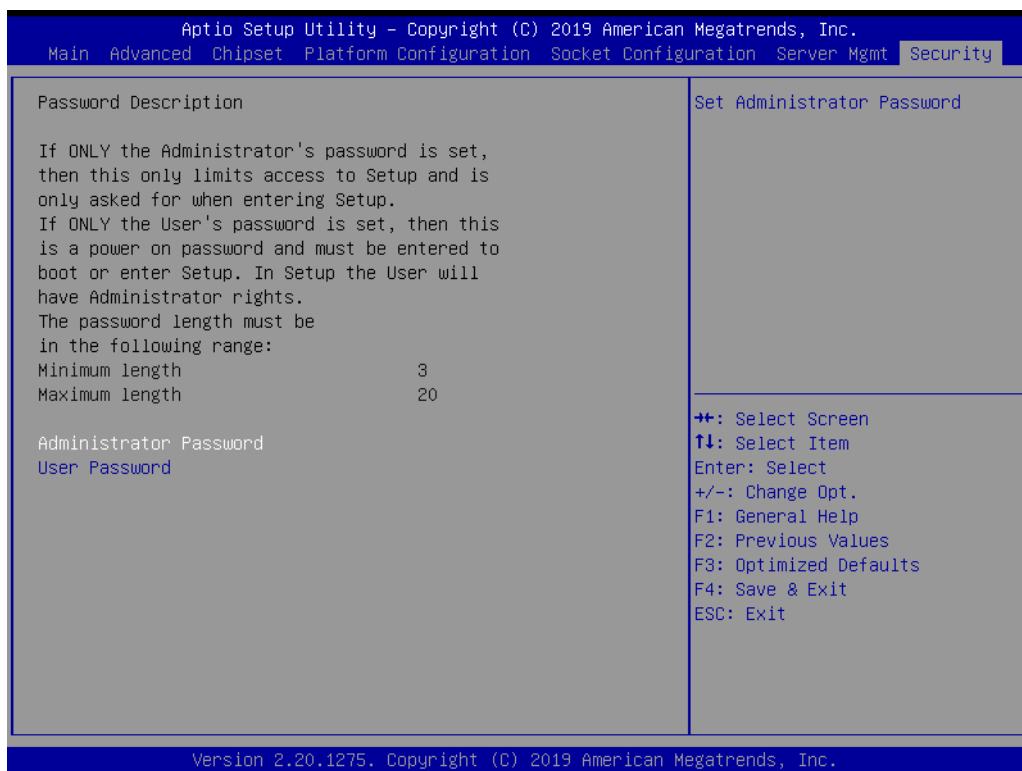 Aptio Setup Utility – Copyright (C) 2019 American Megatrends, Inc.
Main Advanced Chipset Platform Configuration Socket Configuration Server Mgmt Security
Password Description
If ONLY the Administrator's password is set,
then this only limits access to Setup and is
only asked for when entering Setup.
If ONLY the User's password is set, then this
is a power on password and must be entered to
boot or enter Setup. In Setup the User will
have Administrator rights.
The password length must be
in the following range:
Minimum length 3
Maximum length 20
Administrator Password
User Password
Set Administrator Password
→←: Select Screen
↑↓: Select Item
Enter: Select
+/-: Change Opt.
F1: General Help
F2: Previous Values
F3: Optimized Defaults
F4: Save & Exit
ESC: Exit
Version 2.20.1275. Copyright (C) 2019 American Megatrends, Inc.